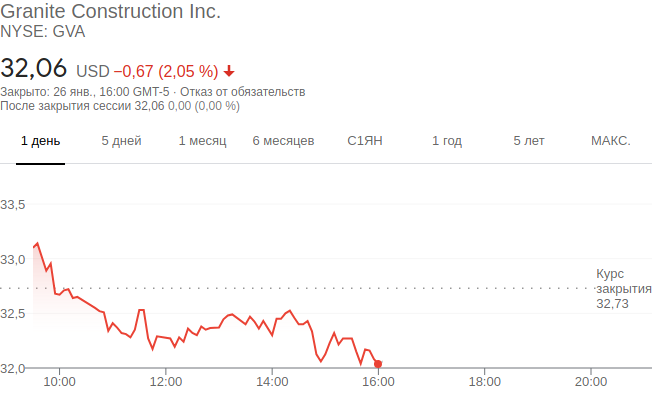 Granite Construction Inc.
NYSE: GVA
32,06 USD −0,67 (2,05 %)
Закрыто: 26 янв., 16:00 GMT-5 · Отказ от обязательств
После закрытия сессии 32,06 0,00 (0,00 %)
1 день 5 дней 1 месяц 6 месяцев С1ЯН 1 год 5 лет МАКС.
33,5
33,0
Курс
закрытия
32,73
32,5
32,0
10:00 12:00 14:00 16:00 18:00 20:00